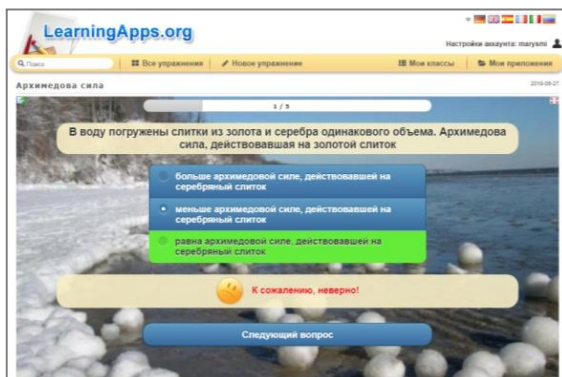 LearningApps.org
Настройки аккаунта: marysmi
Поиск
Все упражнения
Новое упражнение
Мои классы
Мои приложения
Архимедова сила
2019-09-27
1 / 5
В воду погружены слитки из золота и серебра одинакового объема. Архимедова
сила, действовавшая на золотой слиток
больше архимедовой силе, действовавшей на
серебряный слиток
меньше архимедовой силе, действовавшей на
серебряный слиток
равна архимедовой силе, действовавшей на
серебряный слиток
К сожалению, неверно!
Следующий вопрос